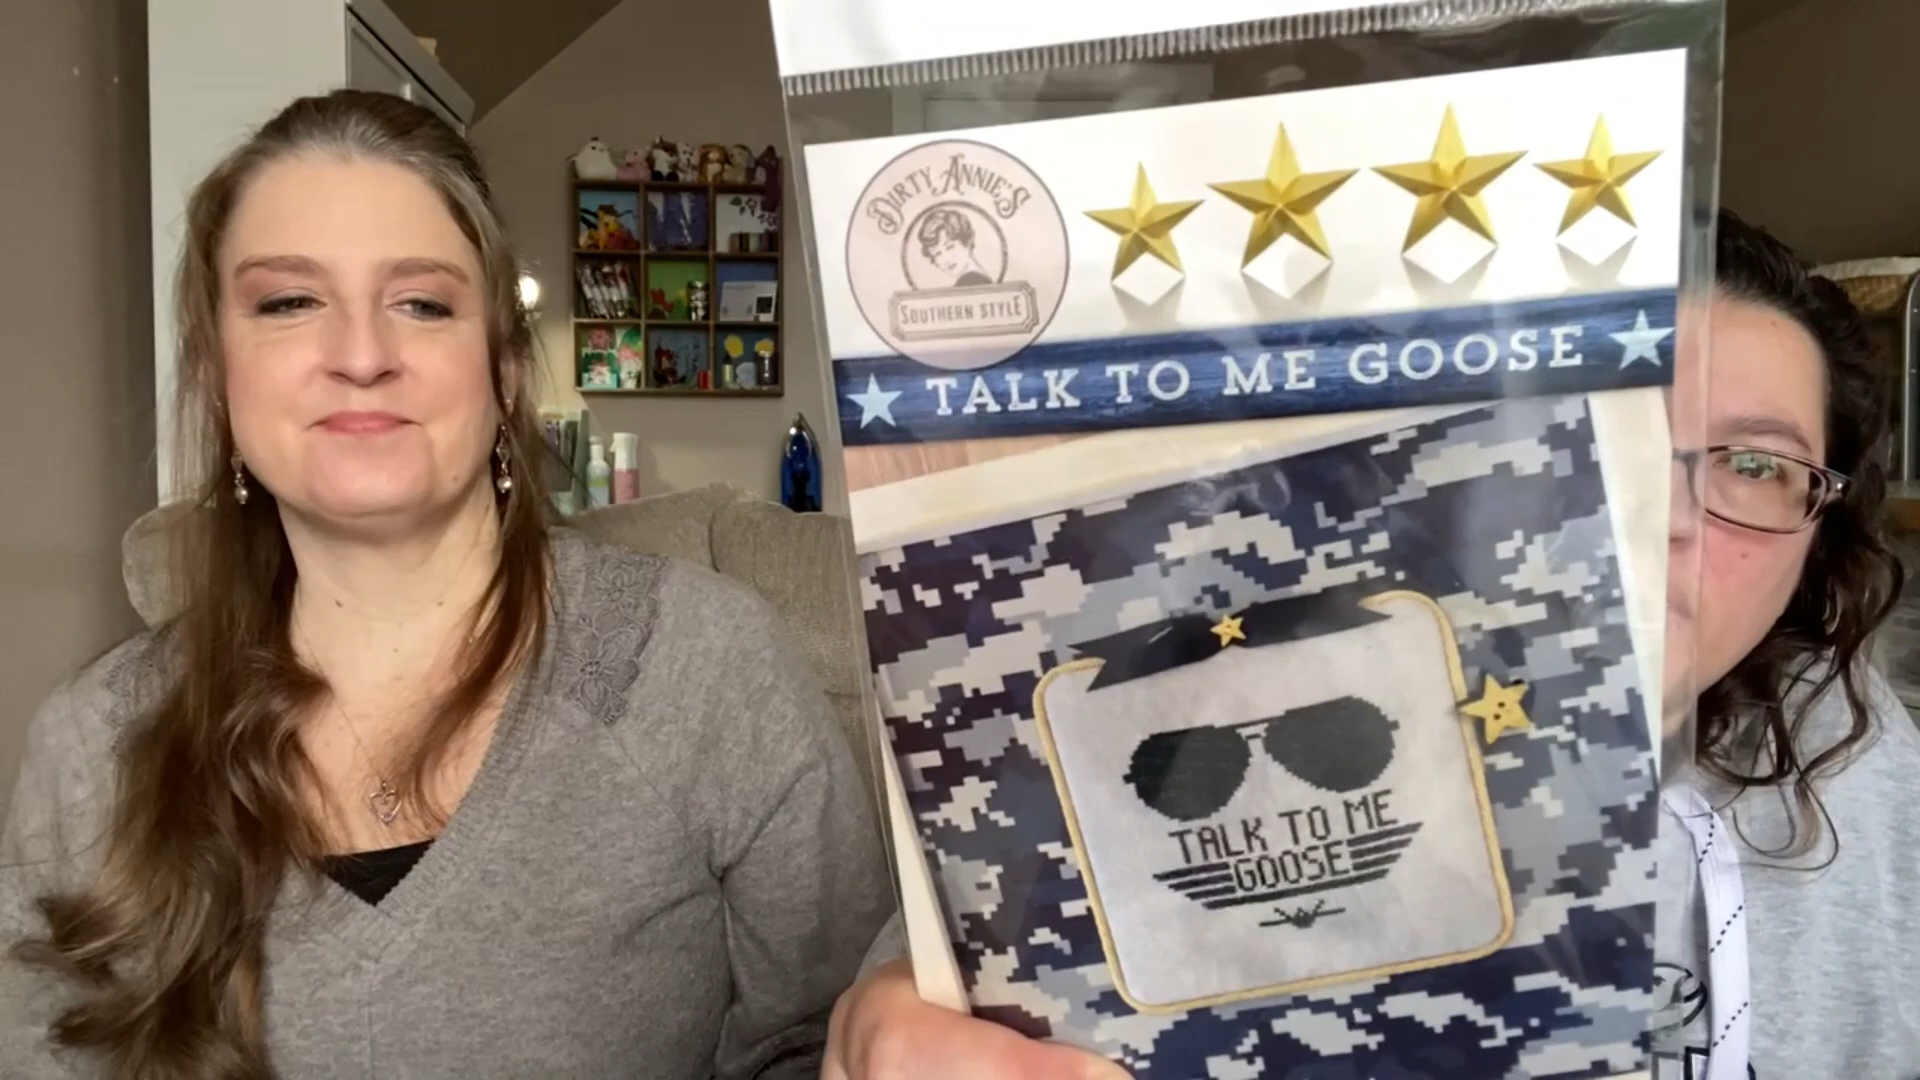 DIRTY ANNIE'S
SOUTHERN STYLE
TALK TO ME GOOSE
TALK TO ME
GOOSE